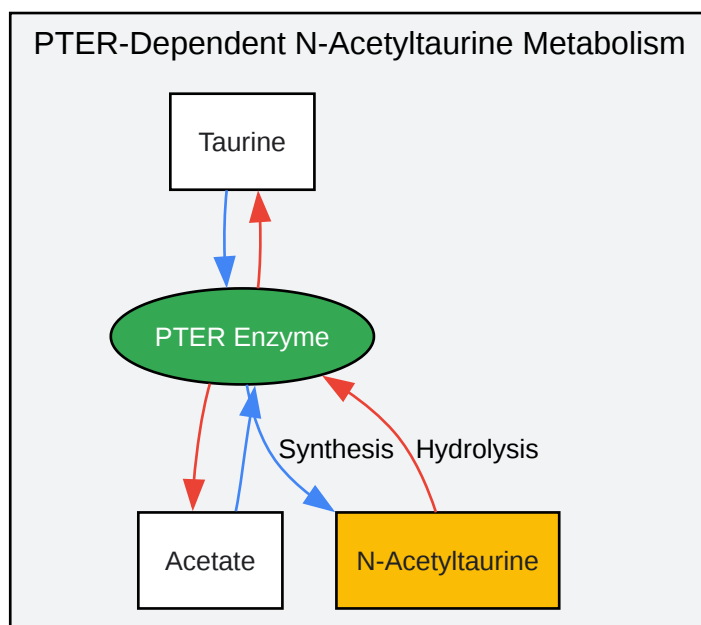 PTER-Dependent N-Acetyltaurine Metabolism
Taurine
PTER Enzyme
Synthesis
Hydrolysis
Acetate
N-Acetyltaurine